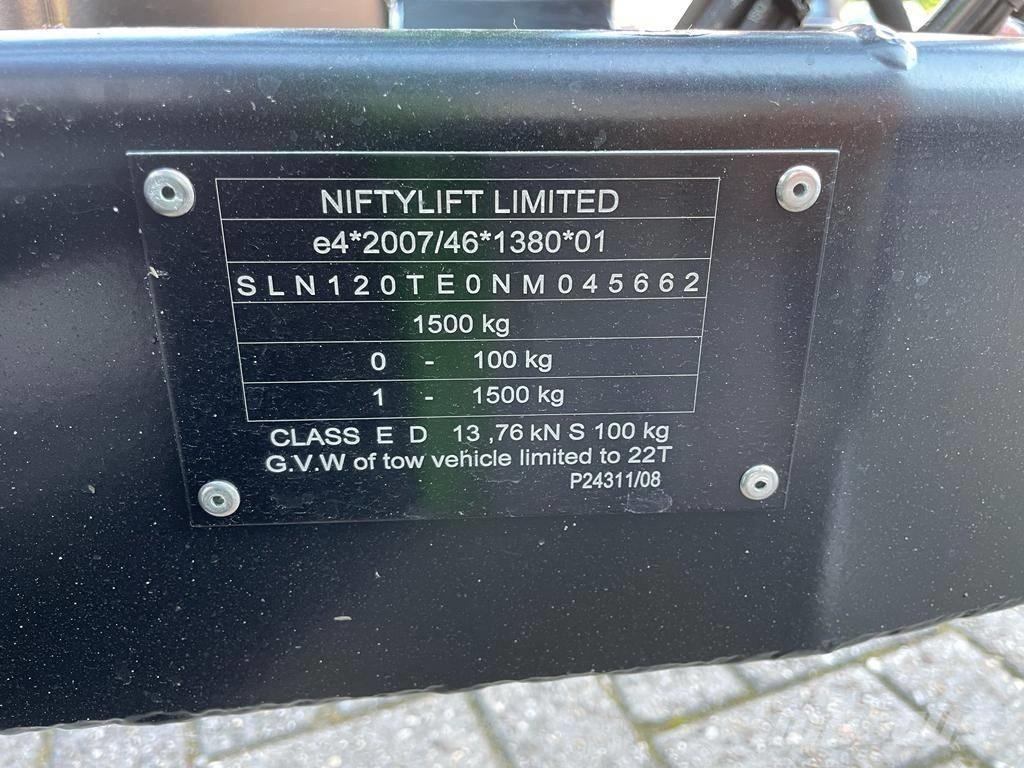 NIFTYLIFT LIMITED
e4*2007/46*1380*01
SLN120TE0NM045662
1500 kg
0 - 100 kg
1 - 1500 kg
CLASS E D 13 ,76 kN S 100 kg
G.V.W of tow vehicle limited to 22T
P24311/08